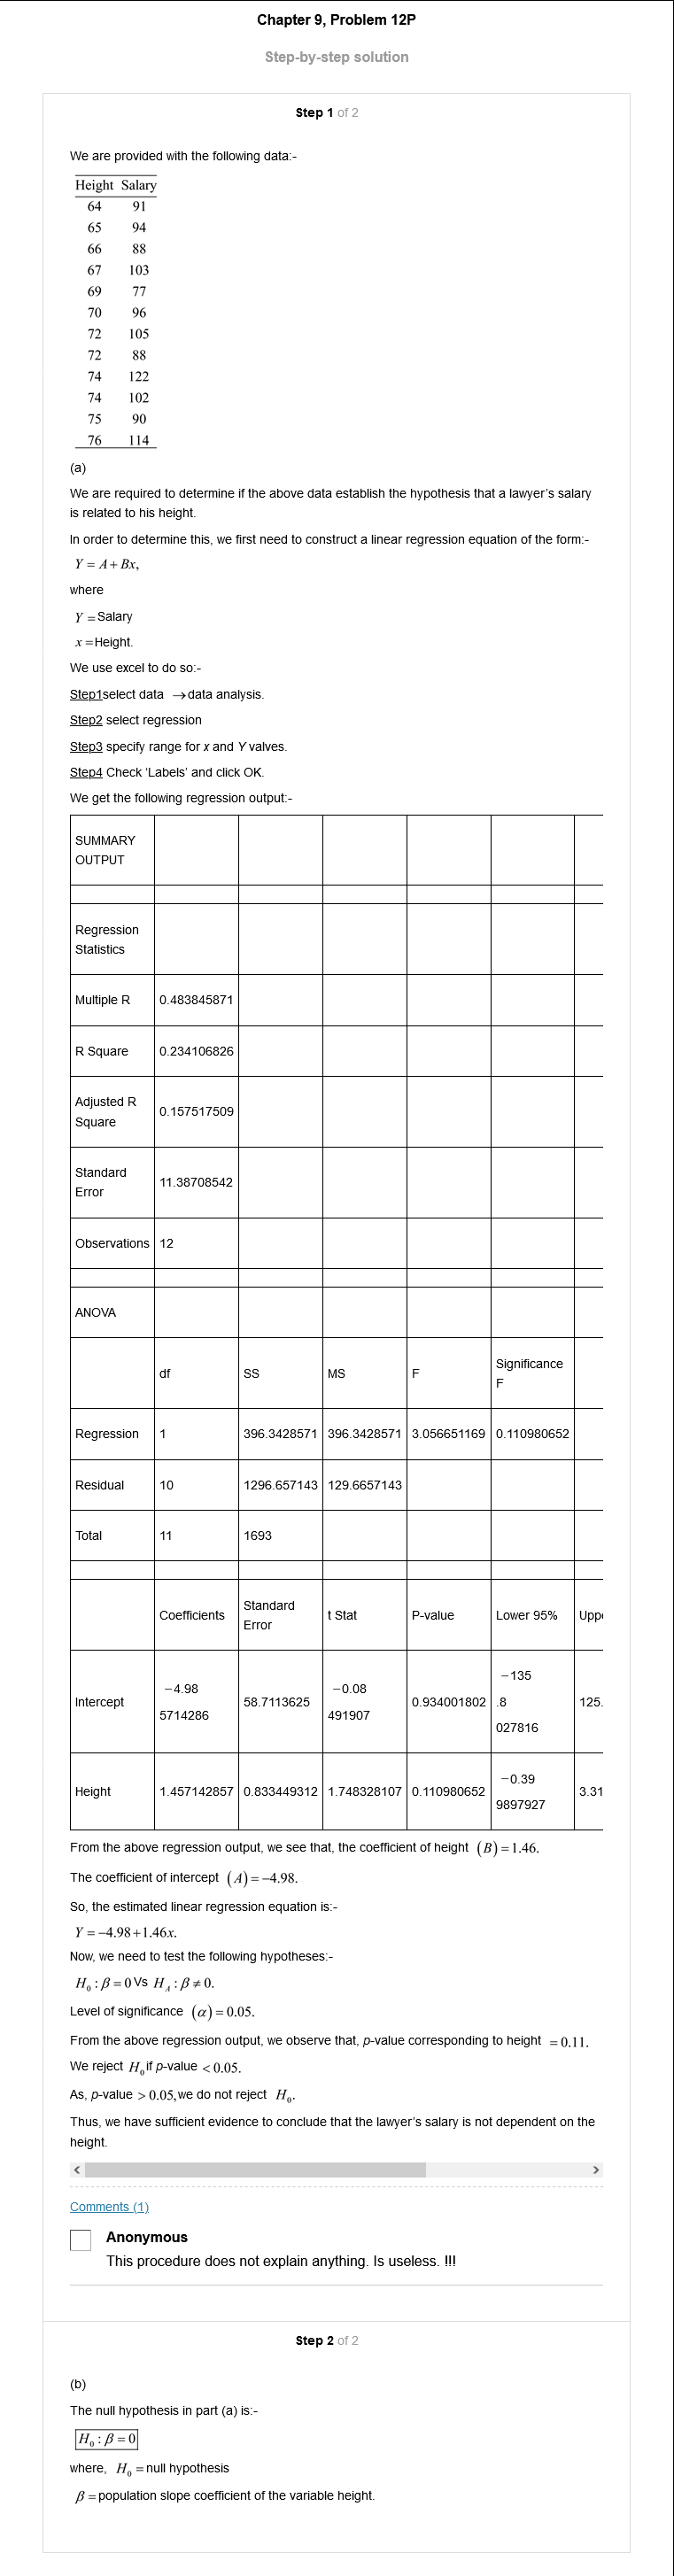 Chapter 9, Problem 12P
Step-by-step solution
Step 1 of 2
We are provided with the following data:-
Height Salary
64 91
65 94
66 88
67 103
69 77
70 96
72 105
72 88
74 122
74 102
75 90
76 114
(a)
We are required to determine if the above data establish the hypothesis that a lawyer's salary
is related to his height.
In order to determine this, we first need to construct a linear regression equation of the form:-
Y = A + Bx,
where
Y = Salary
x = Height.
We use excel to do so:-
Step1select data → data analysis.
Step2 select regression
Step3 specify range for x and Y valves.
Step4 Check 'Labels' and click OK.
We get the following regression output:-
SUMMARY
OUTPUT
Regression
Statistics
Multiple R 0.483845871
R Square 0.234106826
Adjusted R
Square 0.157517509
Standard
Error 11.38708542
Observations 12
ANOVA
df SS MS F Significance
F
Regression 1 396.3428571 396.3428571 3.056651169 0.110980652
Residual 10 1296.657143 129.6657143
Total 11 1693
Coefficients Standard
Error t Stat P-value Lower 95% Uppe
Intercept −4.98
5714286 58.7113625 −0.08
491907 0.934001802 −135
.8
027816 125.
Height 1.457142857 0.833449312 1.748328107 0.110980652 −0.39
9897927 3.31
From the above regression output, we see that, the coefficient of height (B) = 1.46.
The coefficient of intercept (A) = −4.98.
So, the estimated linear regression equation is:-
Y = −4.98 + 1.46x.
Now, we need to test the following hypotheses:-
H₀ : β = 0 Vs H_A : β ≠ 0.
Level of significance (α) = 0.05.
From the above regression output, we observe that, p-value corresponding to height = 0.11.
We reject H₀ if p-value < 0.05.
As, p-value > 0.05, we do not reject H₀.
Thus, we have sufficient evidence to conclude that the lawyer's salary is not dependent on the
height.
Comments (1)
Anonymous
This procedure does not explain anything. Is useless. !!!
Step 2 of 2
(b)
The null hypothesis in part (a) is:-
H₀ : β = 0
where, H₀ = null hypothesis
β = population slope coefficient of the variable height.